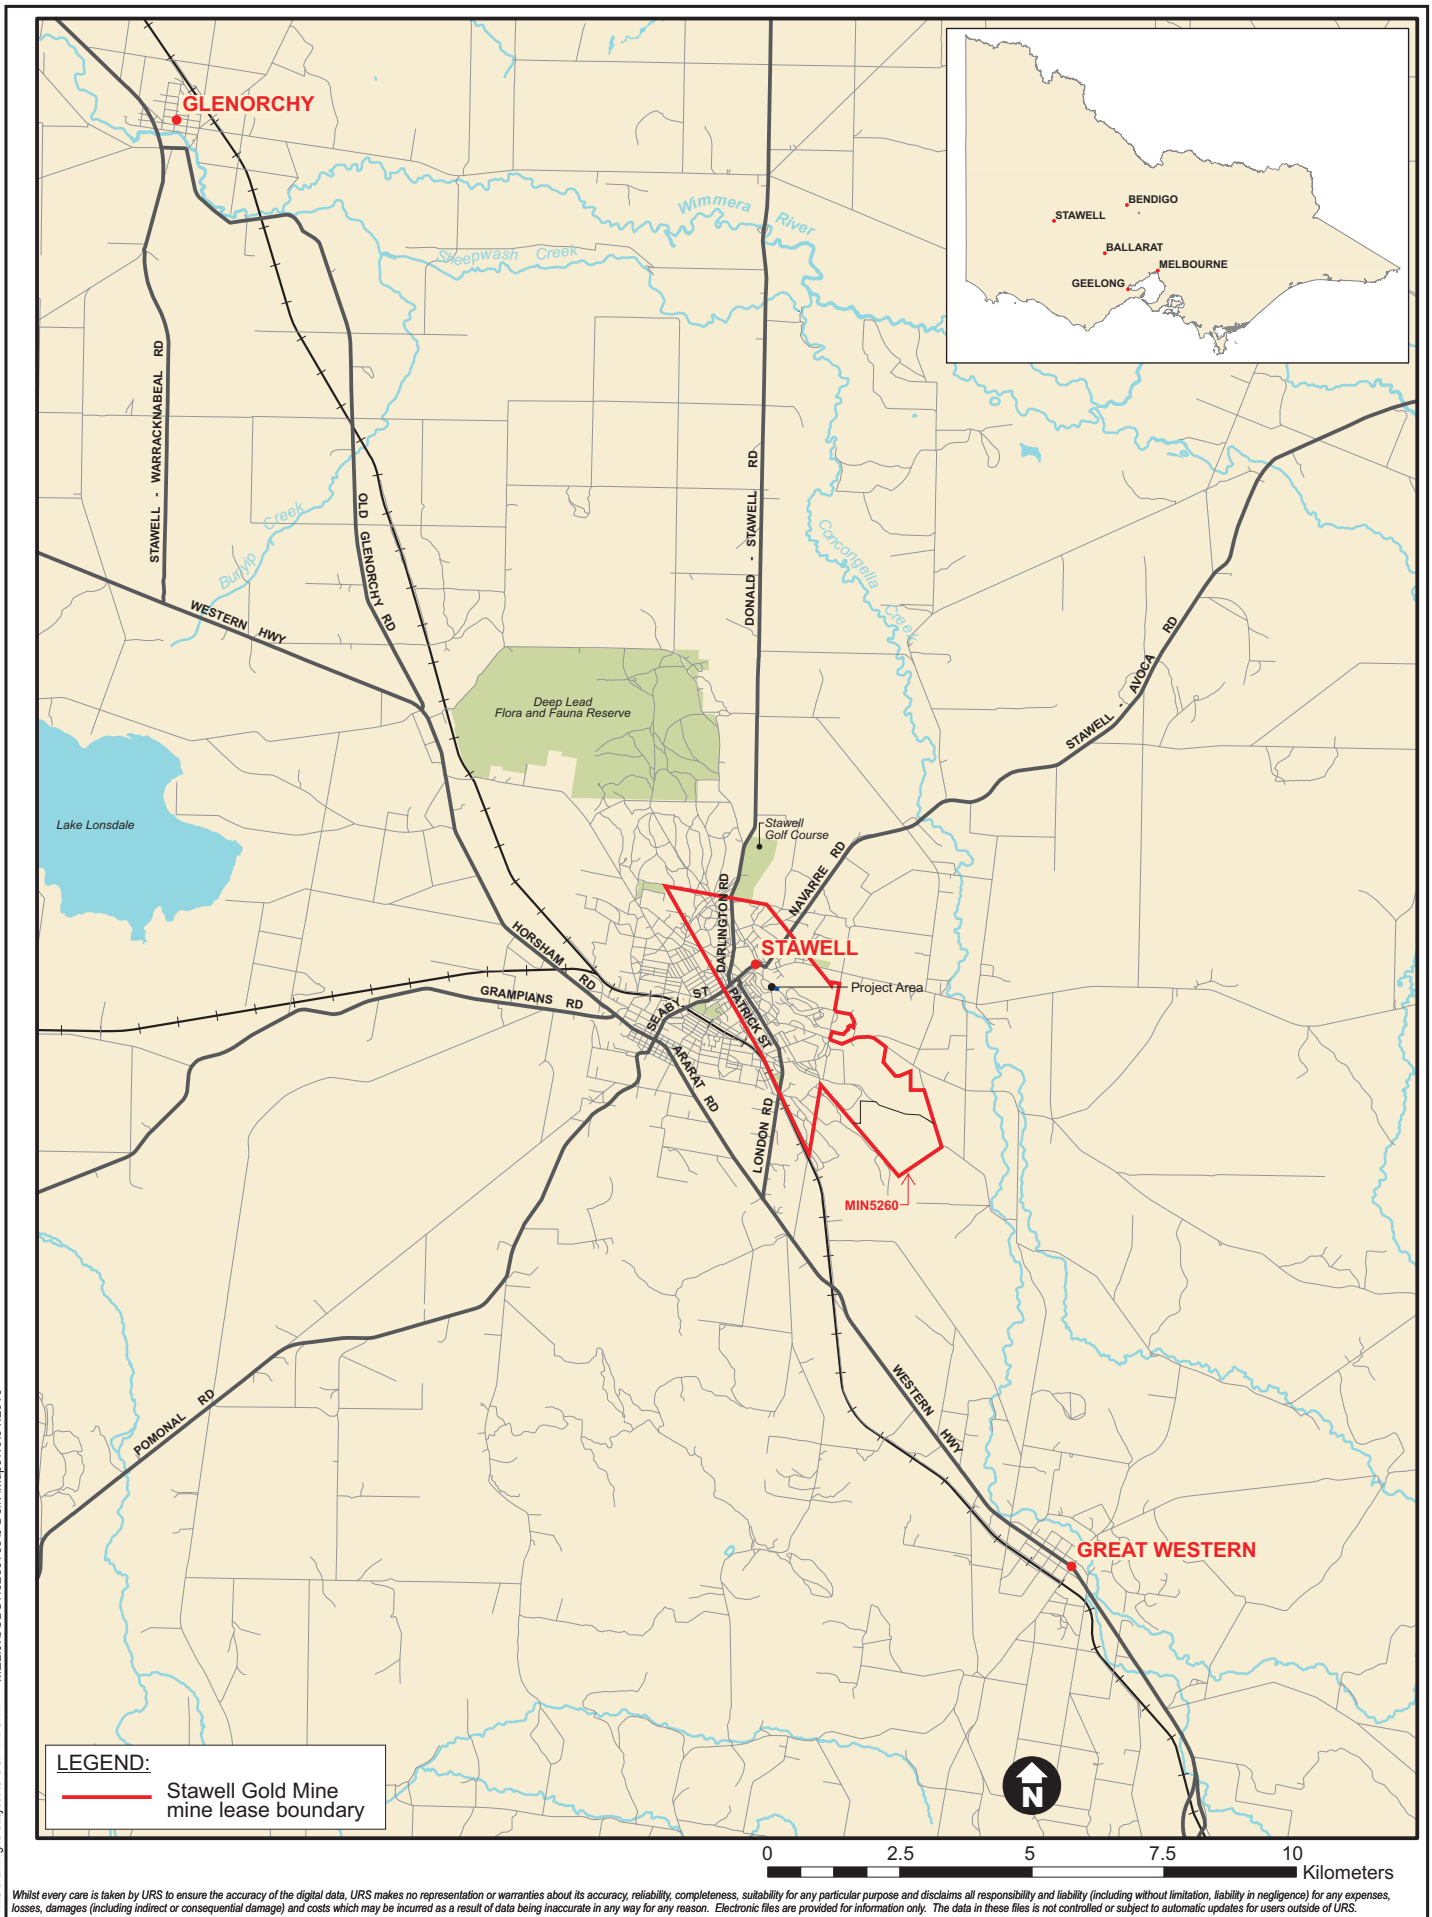 GLENORCHY
BENDIGO
STAWELL
BALLARAT
MELBOURNE
GEELONG
Wimmera River
Sheepwash Creek
STAWELL - WARRACKNABEAL RD
DONALD - STAWELL RD
OLD GLENORCHY RD
Bunyip Creek
Concongella Creek
WESTERN HWY
STAWELL - AVOCA RD
Deep Lead
Flora and Fauna Reserve
Lake Lonsdale
Stawell
Golf Course
NAVARRE RD
DARLINGTON RD
STAWELL
HORSHAM RD
Project Area
GRAMPIANS RD
SEABY ST
PATRICK ST
ARARAT RD
LONDON RD
MIN5260
WESTERN HWY
POMONAL RD
GREAT WESTERN
LEGEND:
Stawell Gold Mine
mine lease boundary
N
0 2.5 5 7.5 10
Kilometers
Whilst every care is taken by URS to ensure the accuracy of the digital data, URS makes no representation or warranties about its accuracy, reliability, completeness, suitability for any particular purpose and disclaims all responsibility and liability (including without limitation, liability in negligence) for any expenses,
losses, damages (including indirect or consequential damage) and costs which may be incurred as a result of data being inaccurate in any way for any reason. Electronic files are provided for information only. The data in these files is not controlled or subject to automatic updates for users outside of URS.